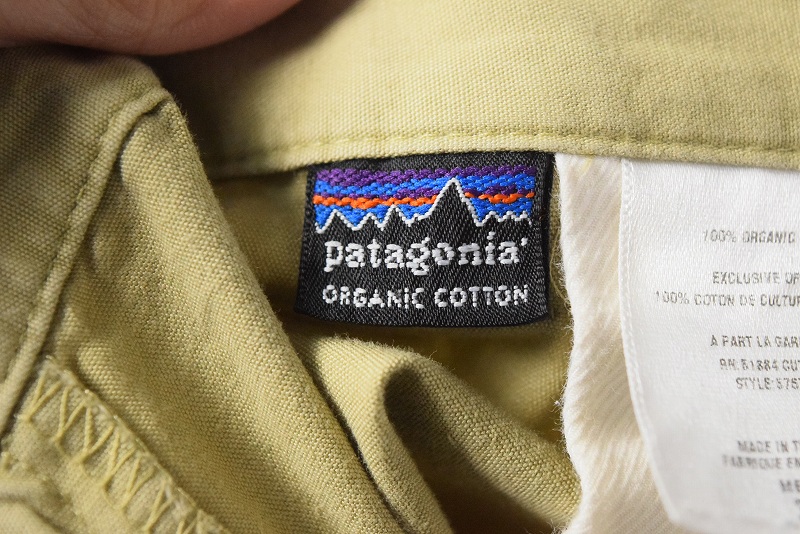 patagonia®
ORGANIC COTTON
100% ORGANIC
EXCLUSIVE OF
100% COTON DE CULTUR
A PART LA GAR
RN. 51884 CUT
STYLE: 575
MADE IN T
FABRIQUE EN